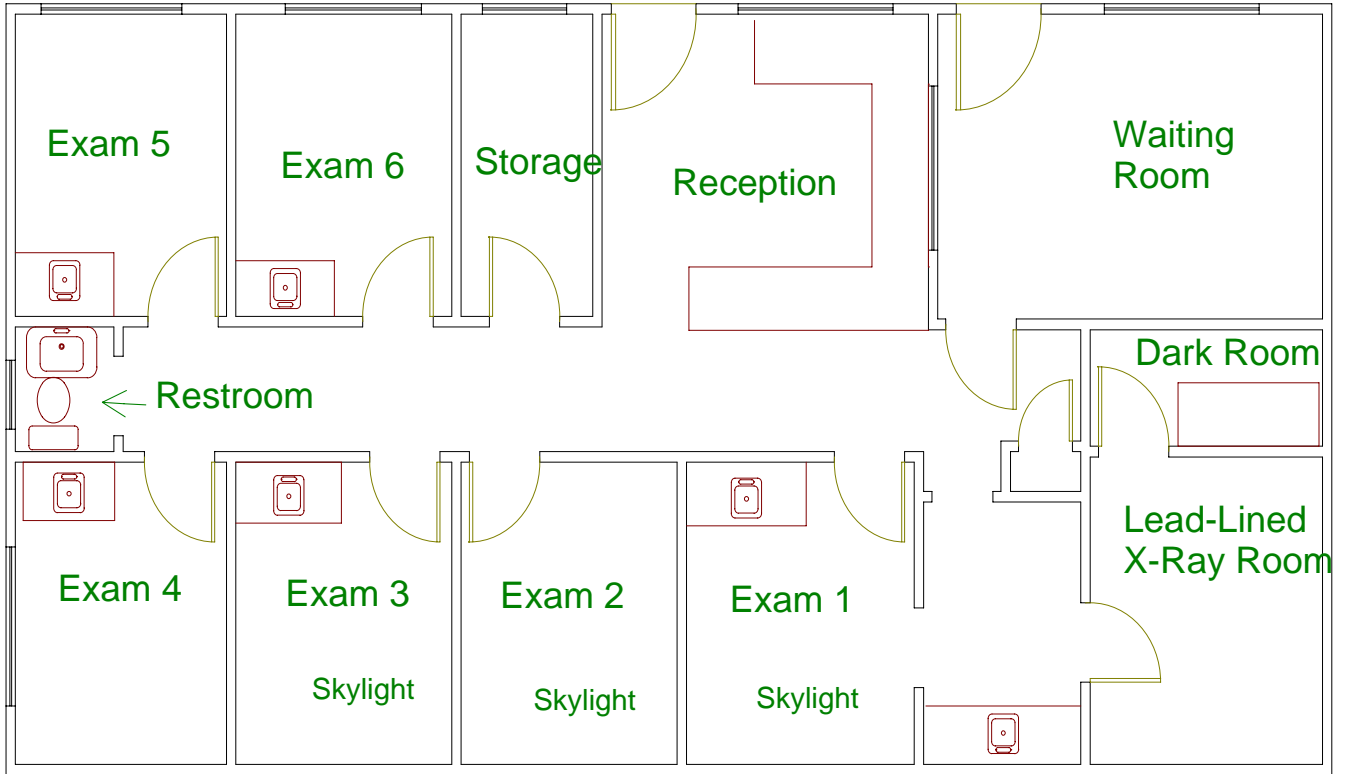 Exam 5
Exam 6
Storage
Reception
Waiting
Room
Restroom
Dark Room
Exam 4
Exam 3
Exam 2
Exam 1
Lead-Lined
X-Ray Room
Skylight
Skylight
Skylight